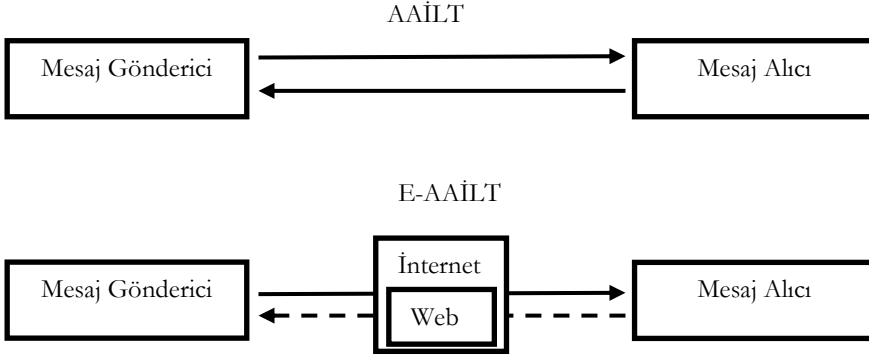 AAİLT
Mesaj Gönderici
Mesaj Alıcı
E-AAİLT
Mesaj Gönderici
İnternet
Web
Mesaj Alıcı